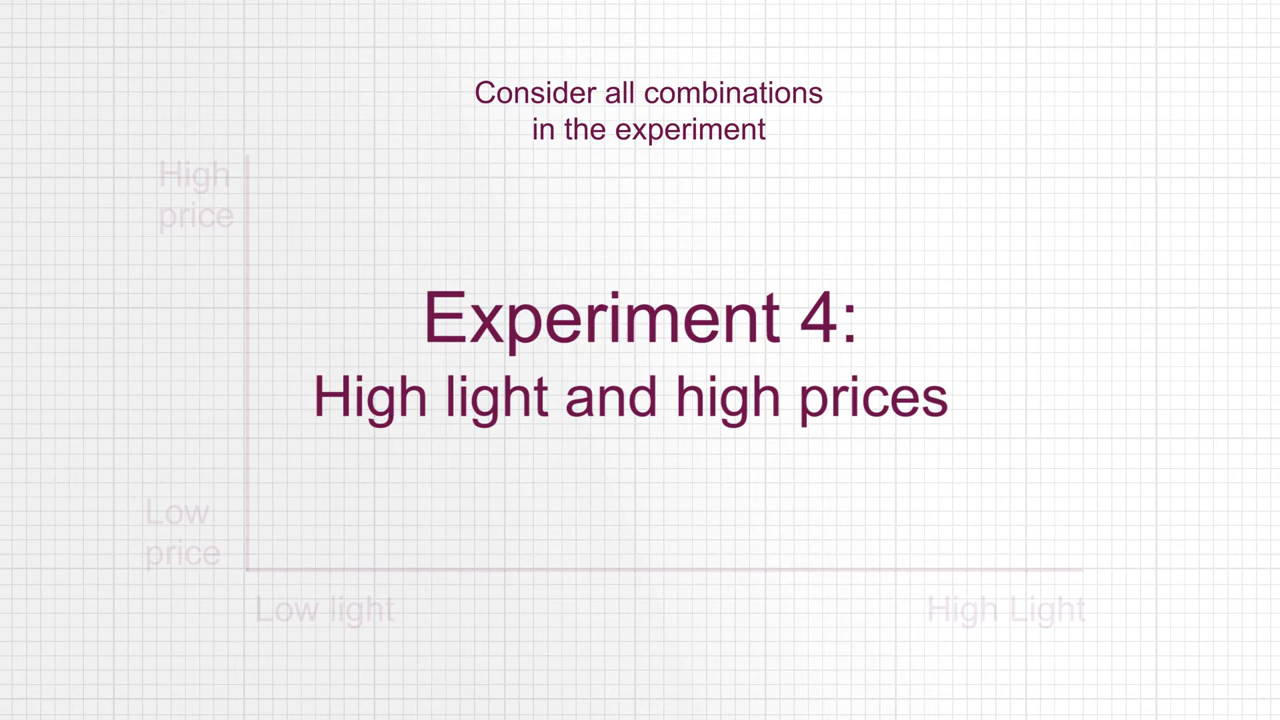 Consider all combinations
in the experiment
High
price
Experiment 4:
High light and high prices
Low
price
Low light
High Light